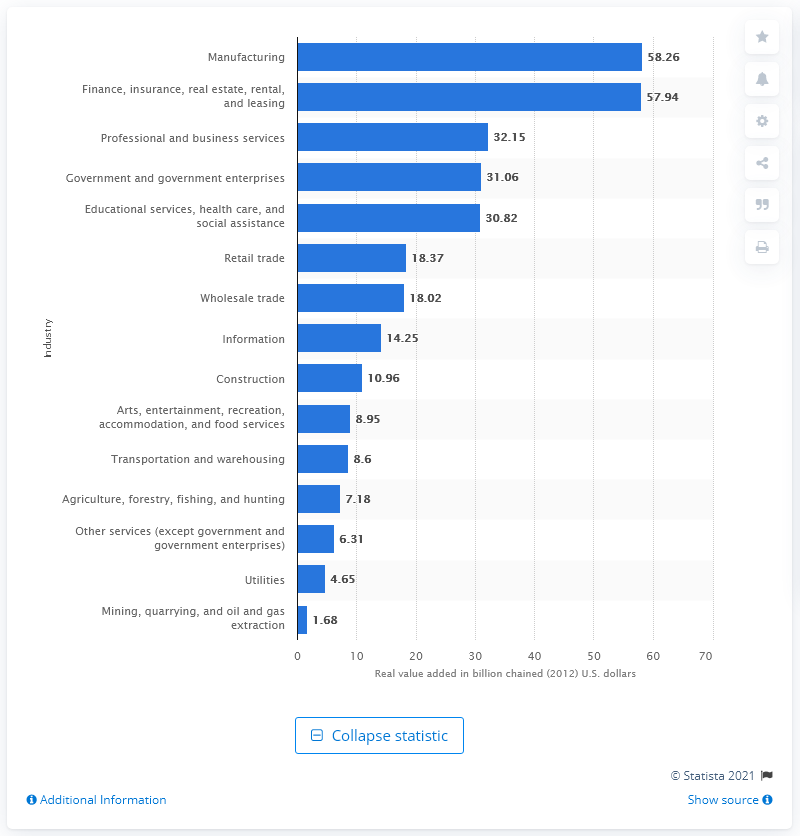 Manufacturing
58.26
Finance, insurance, real estate, rental,
and leasing
57.94
Professional and business services
32.15
Government and government enterprises
31.06
Educational services, health care, and
social assistance
30.82
Retail trade
18.37
Wholesale trade
18.02
Information
14.25
Construction
10.96
Arts, entertainment, recreation,
accommodation, and food services
8.95
Transportation and warehousing
8.6
Agriculture, forestry, fishing, and hunting
7.18
Other services (except government and
government enterprises)
6.31
Utilities
4.65
Mining, quarrying, and oil and gas
extraction
1.68
Industry
0 10 20 30 40 50 60 70
Real value added in billion chained (2012) U.S. dollars
Collapse statistic
© Statista 2021
Additional Information
Show source